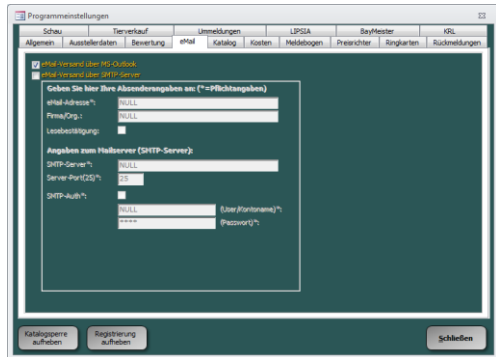 Programmeinstellungen
Schau Tierverkauf Ummeldungen LIPSIA BayMeister KRL
Allgemein Ausstellerdaten Bewertung eMail Katalog Kosten Meldebogen Preisrichter Ringkarten Rückmeldungen
eMail-Versand über MS-Outlook
eMail-Versand über SMTP-Server
Geben Sie hier Ihre Absenderangaben an: (*=Pflichtangaben)
eMail-Adresse*: NULL
Firma/Org.: NULL
Lesebestätigung:
Angaben zum Mailserver (SMTP-Server):
SMTP-Server*: NULL
Server-Port(25)*: 25
SMTP-Auth*:
NULL (User/Kontoname)*:
**** (Passwort)*:
Katalogsperre aufheben
Registrierung aufheben
Schließen